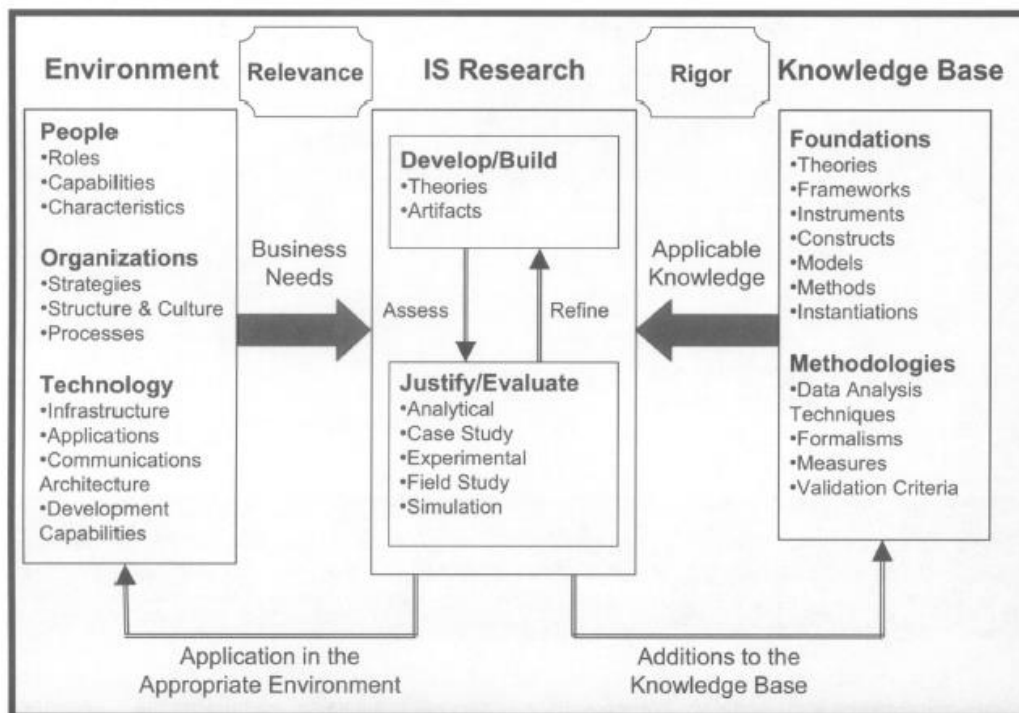 Environment
Relevance
IS Research
Rigor
Knowledge Base
People
•Roles
•Capabilities
•Characteristics
Organizations
•Strategies
•Structure & Culture
•Processes
Technology
•Infrastructure
•Applications
•Communications
Architecture
•Development
Capabilities
Business
Needs
Develop/Build
•Theories
•Artifacts
Assess
Refine
Justify/Evaluate
•Analytical
•Case Study
•Experimental
•Field Study
•Simulation
Applicable
Knowledge
Foundations
•Theories
•Frameworks
•Instruments
•Constructs
•Models
•Methods
•Instantiations
Methodologies
•Data Analysis
Techniques
•Formalisms
•Measures
•Validation Criteria
Application in the
Appropriate Environment
Additions to the
Knowledge Base